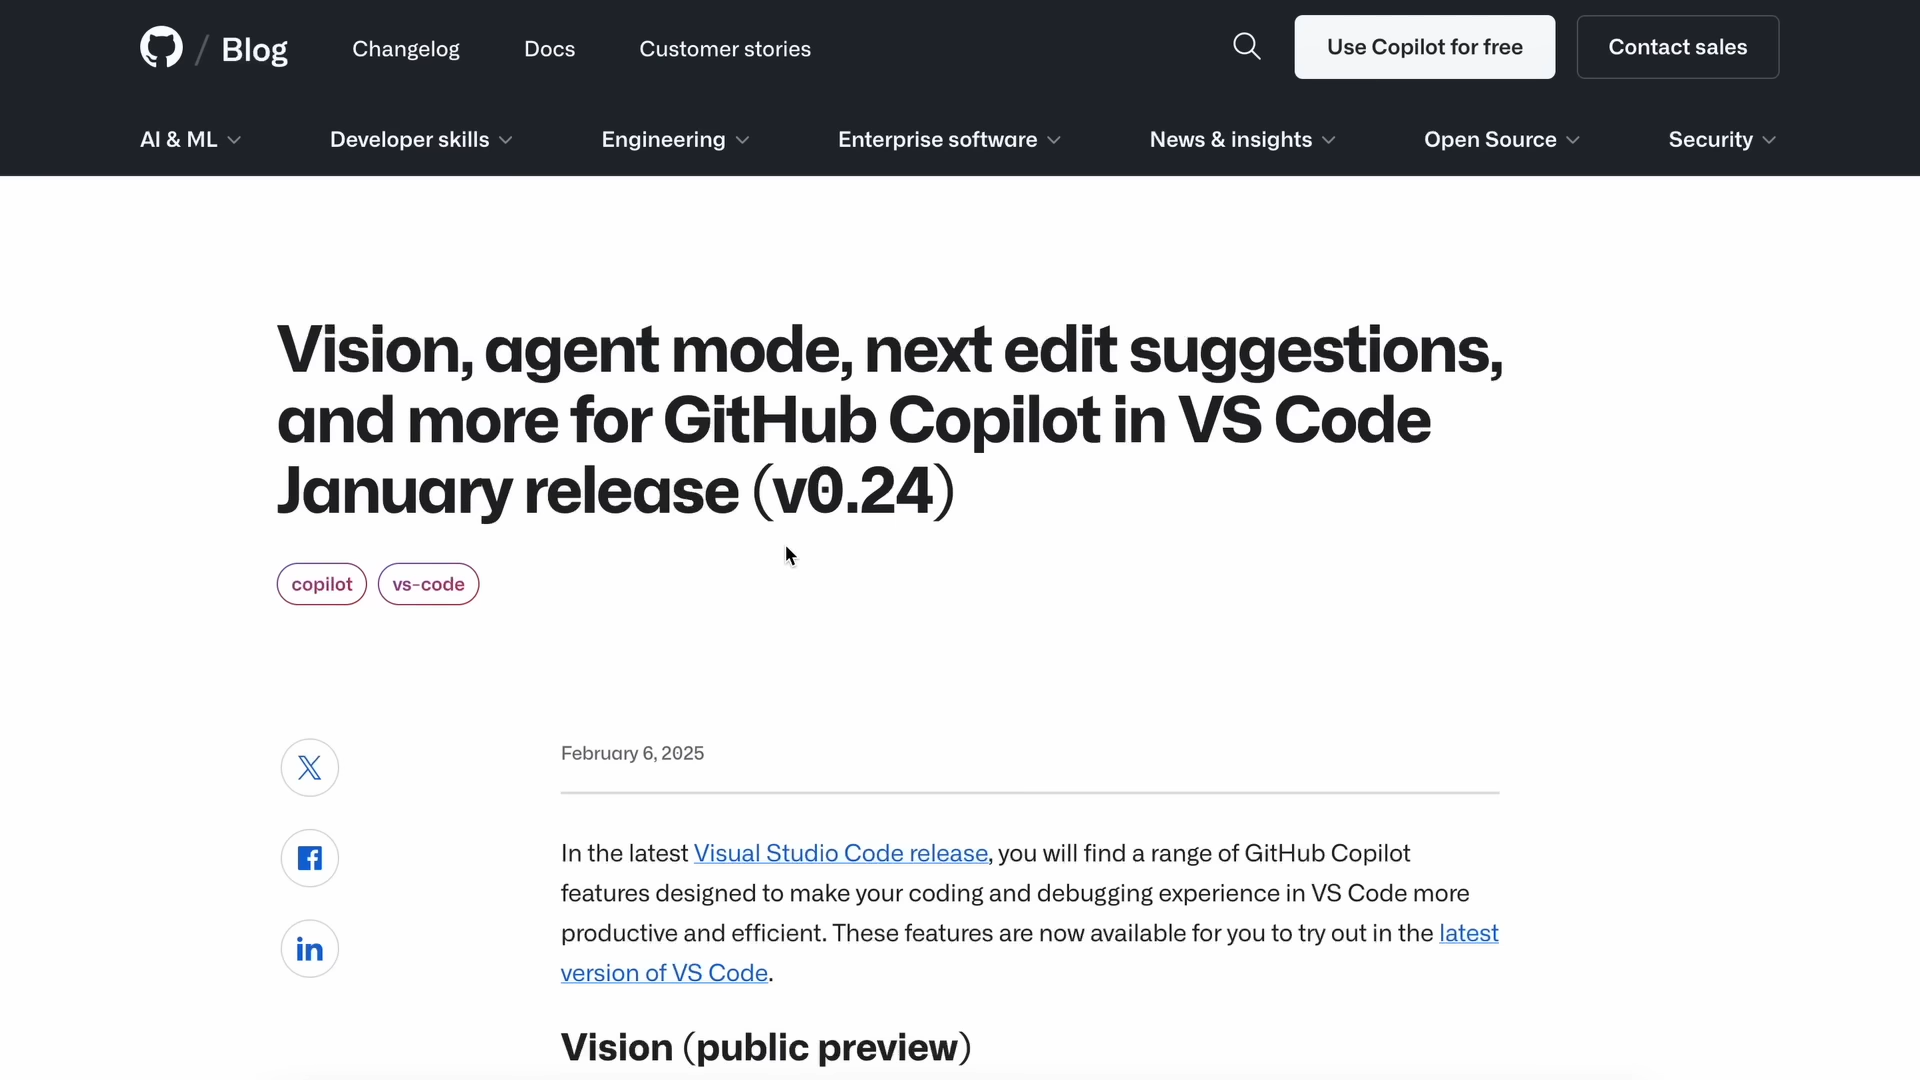 Blog
Changelog
Docs
Customer stories
Use Copilot for free
Contact sales
AI & ML
Developer skills
Engineering
Enterprise software
News & insights
Open Source
Security
Vision, agent mode, next edit suggestions,
and more for GitHub Copilot in VS Code
January release (v0.24)
copilot
vs-code
February 6, 2025
In the latest Visual Studio Code release, you will find a range of GitHub Copilot
features designed to make your coding and debugging experience in VS Code more
productive and efficient. These features are now available for you to try out in the latest
version of VS Code.
Vision (public preview)